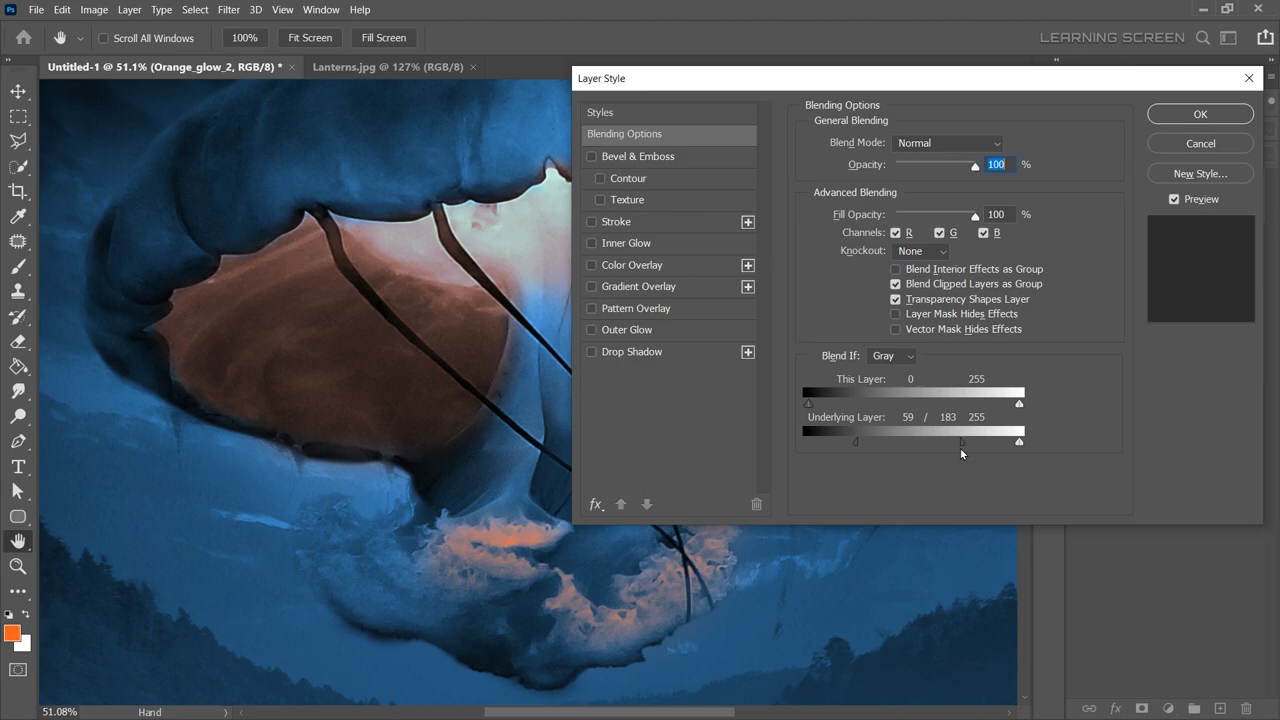 Ps File Edit Image Layer Type Select Filter 3D View Window Help
Scroll All Windows 100% Fit Screen Fill Screen LEARNING SCREEN
Untitled-1 @ 51.1% (Orange_glow_2, RGB/8) * × Lanterns.jpg @ 127% (RGB/8) ×
Layer Style
Styles
Blending Options
Bevel & Emboss
Contour
Texture
Stroke
Inner Glow
Color Overlay
Gradient Overlay
Pattern Overlay
Outer Glow
Drop Shadow
fx
Blending Options
General Blending
Blend Mode: Normal
Opacity: 100 %
Advanced Blending
Fill Opacity: 100 %
Channels: R G B
Knockout: None
Blend Interior Effects as Group
Blend Clipped Layers as Group
Transparency Shapes Layer
Layer Mask Hides Effects
Vector Mask Hides Effects
Blend If: Gray
This Layer: 0 255
Underlying Layer: 59 / 183 255
OK
Cancel
New Style...
Preview
T
51.08% Hand
fx